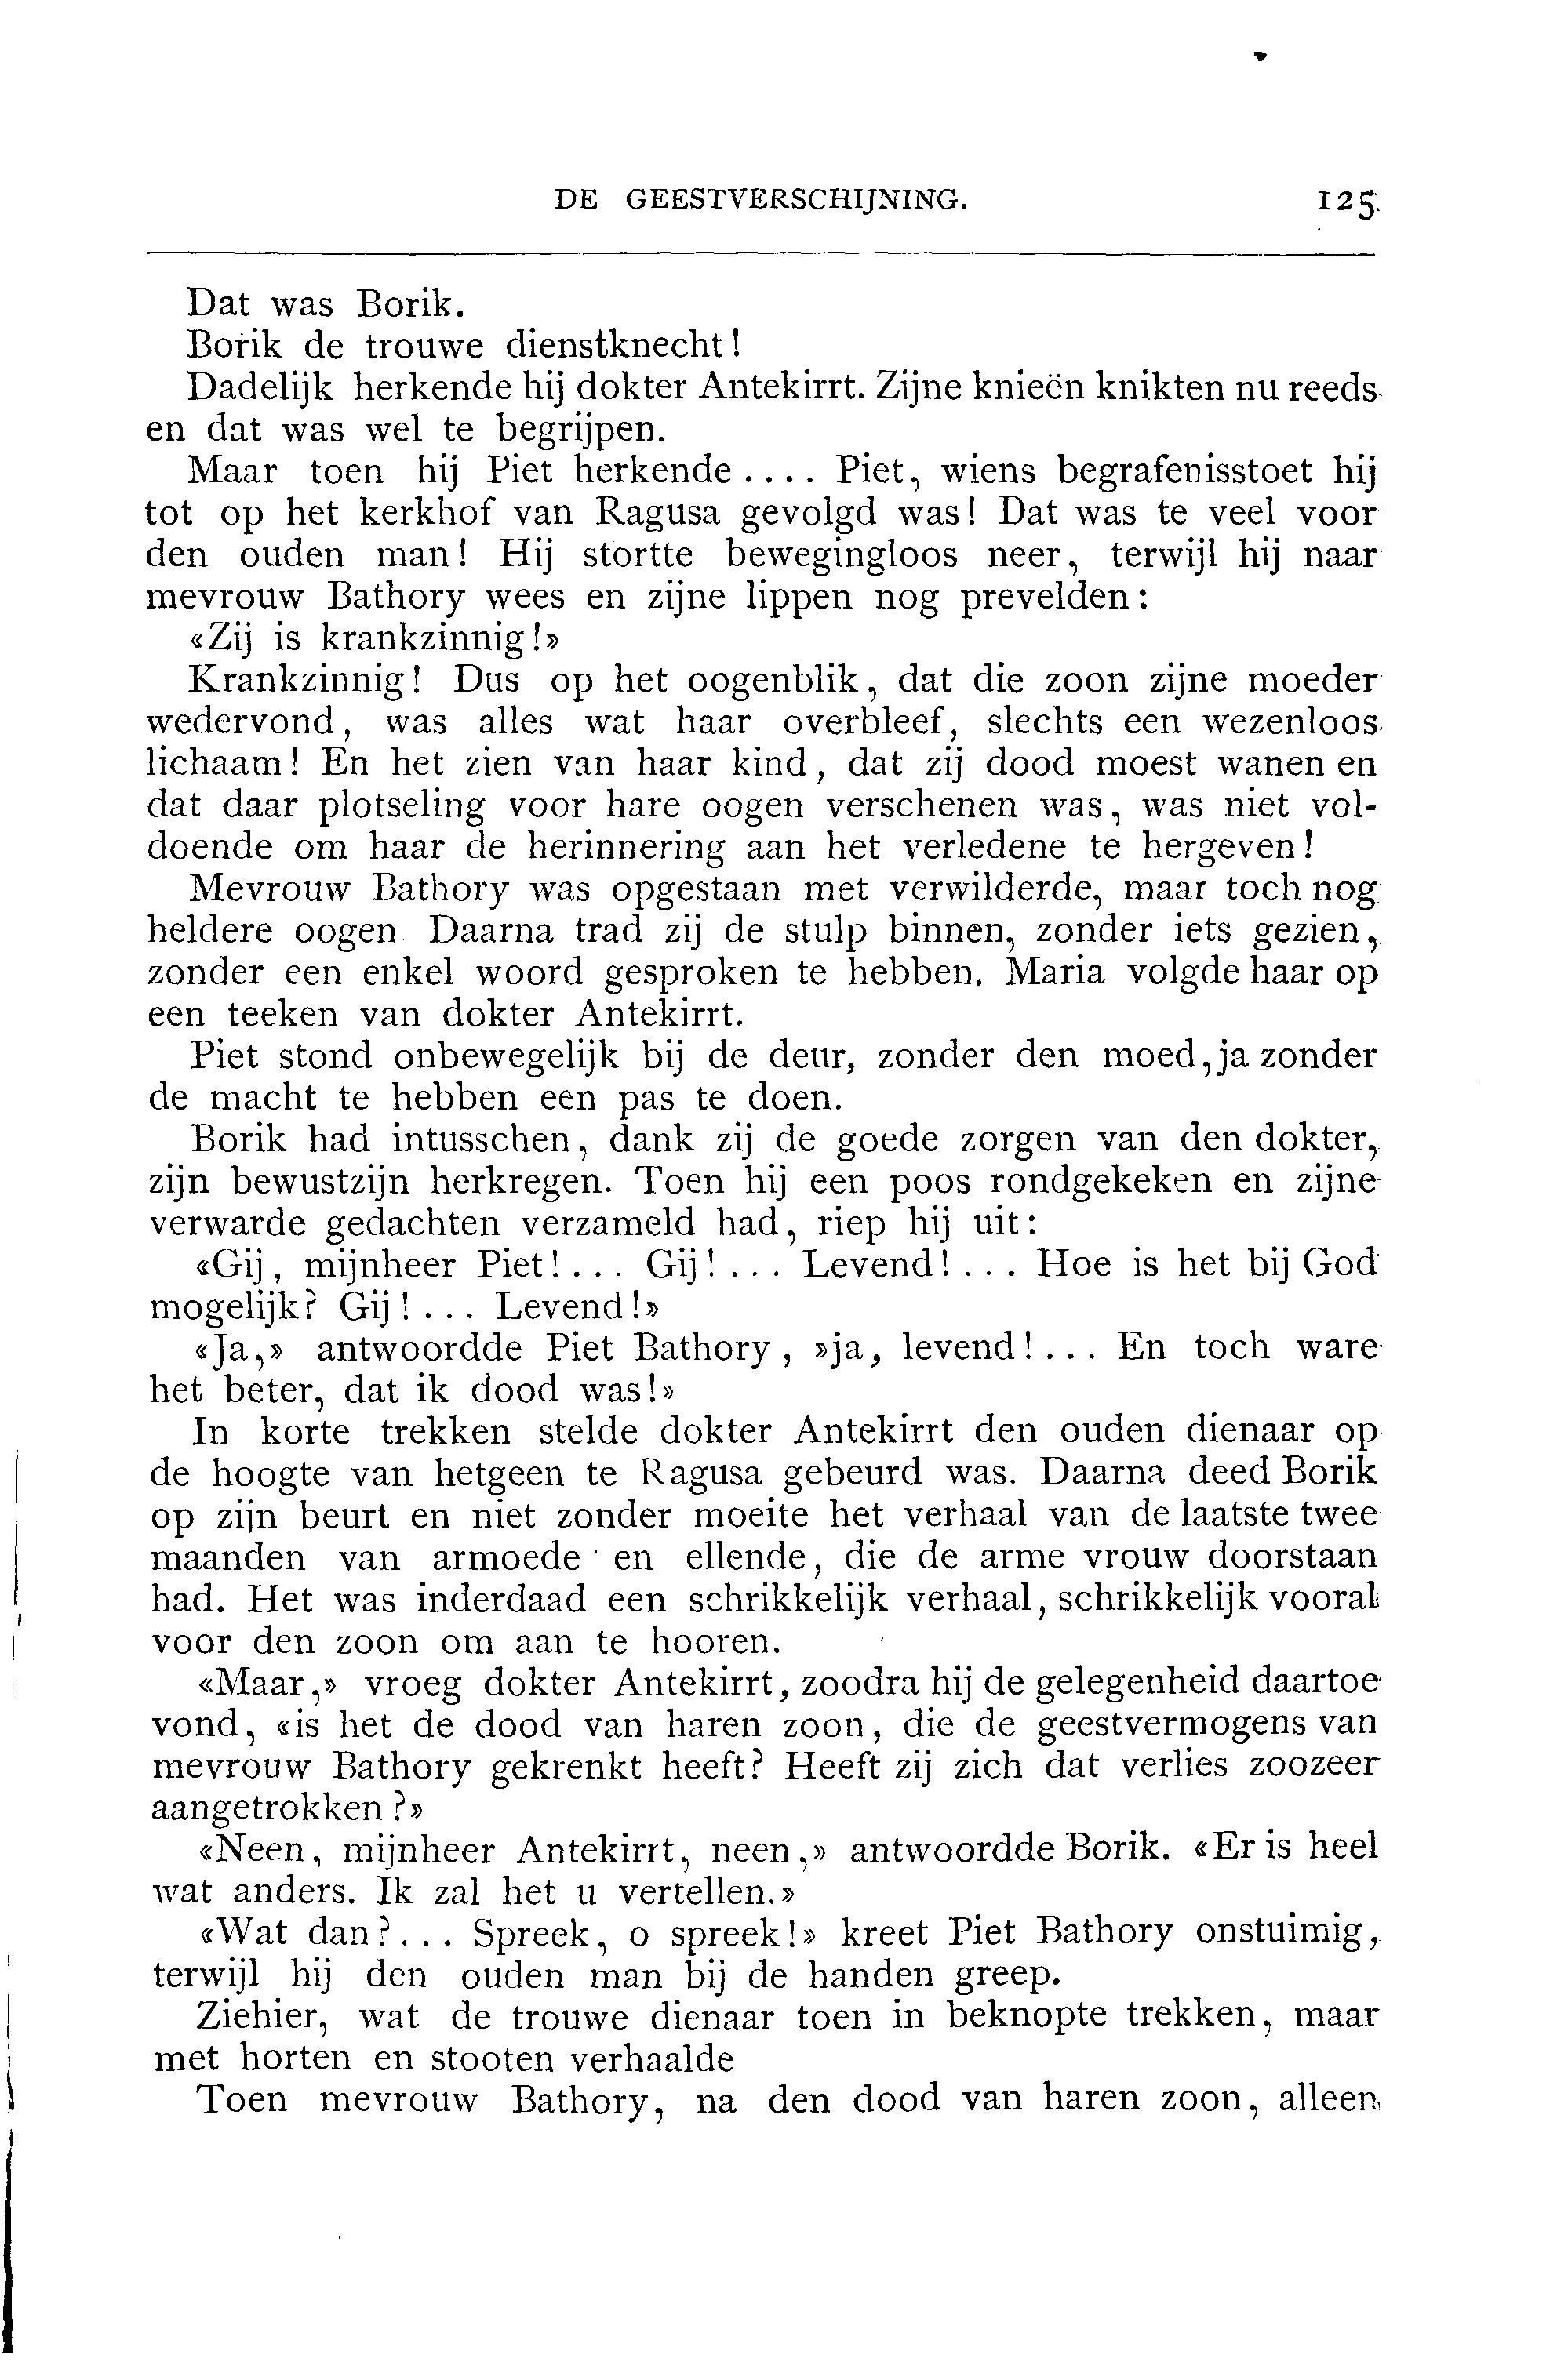 DE GEESTVERSCHIJNING. 125
Dat was Borik.
Borik de trouwe dienstknecht!
Dadelijk herkende hij dokter Antekirrt. Zijne knieën knikten nu reeds
en dat was wel te begrijpen.
Maar toen hij Piet herkende.... Piet, wiens begrafenisstoet hij
tot op het kerkhof van Ragusa gevolgd was! Dat was te veel voor
den ouden man! Hij stortte bewegingloos neer, terwijl hij naar
mevrouw Bathory wees en zijne lippen nog prevelden:
«Zij is krankzinnig!»
Krankzinnig! Dus op het oogenblik, dat die zoon zijne moeder
wedervond, was alles wat haar overbleef, slechts een wezenloos
lichaam! En het zien van haar kind, dat zij dood moest wanen en
dat daar plotseling voor hare oogen verschenen was, was niet vol-
doende om haar de herinnering aan het verledene te hergeven!
Mevrouw Bathory was opgestaan met verwilderde, maar toch nog
heldere oogen. Daarna trad zij de stulp binnen, zonder iets gezien,
zonder een enkel woord gesproken te hebben. Maria volgde haar op
een teeken van dokter Antekirrt.
Piet stond onbewegelijk bij de deur, zonder den moed, ja zonder
de macht te hebben een pas te doen.
Borik had intusschen, dank zij de goede zorgen van den dokter,
zijn bewustzijn herkregen. Toen hij een poos rondgekeken en zijne
verwarde gedachten verzameld had, riep hij uit:
«Gij, mijnheer Piet!... Gij!... Levend!... Hoe is het bij God
mogelijk? Gij!... Levend!»
«Ja,» antwoordde Piet Bathory, »ja, levend!... En toch ware
het beter, dat ik dood was!»
In korte trekken stelde dokter Antekirrt den ouden dienaar op
de hoogte van hetgeen te Ragusa gebeurd was. Daarna deed Borik
op zijn beurt en niet zonder moeite het verhaal van de laatste twee
maanden van armoede en ellende, die de arme vrouw doorstaan
had. Het was inderdaad een schrikkelijk verhaal, schrikkelijk vooral
voor den zoon om aan te hooren.
«Maar,» vroeg dokter Antekirrt, zoodra hij de gelegenheid daartoe
vond, «is het de dood van haren zoon, die de geestvermogens van
mevrouw Bathory gekrenkt heeft? Heeft zij zich dat verlies zoozeer
aangetrokken?»
«Neen, mijnheer Antekirrt, neen,» antwoordde Borik. «Er is heel
wat anders. Ik zal het u vertellen.»
«Wat dan?... Spreek, o spreek!» kreet Piet Bathory onstuimig,
terwijl hij den ouden man bij de handen greep.
Ziehier, wat de trouwe dienaar toen in beknopte trekken, maar
met horten en stooten verhaalde
Toen mevrouw Bathory, na den dood van haren zoon, alleen